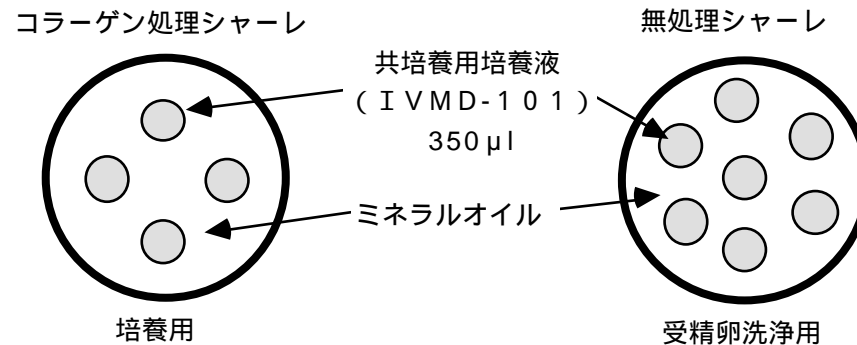 コラーゲン処理シャーレ
無処理シャーレ
共培養用培養液
（ＩＶＭＤ-１０１）
350μl
ミネラルオイル
培養用
受精卵洗浄用